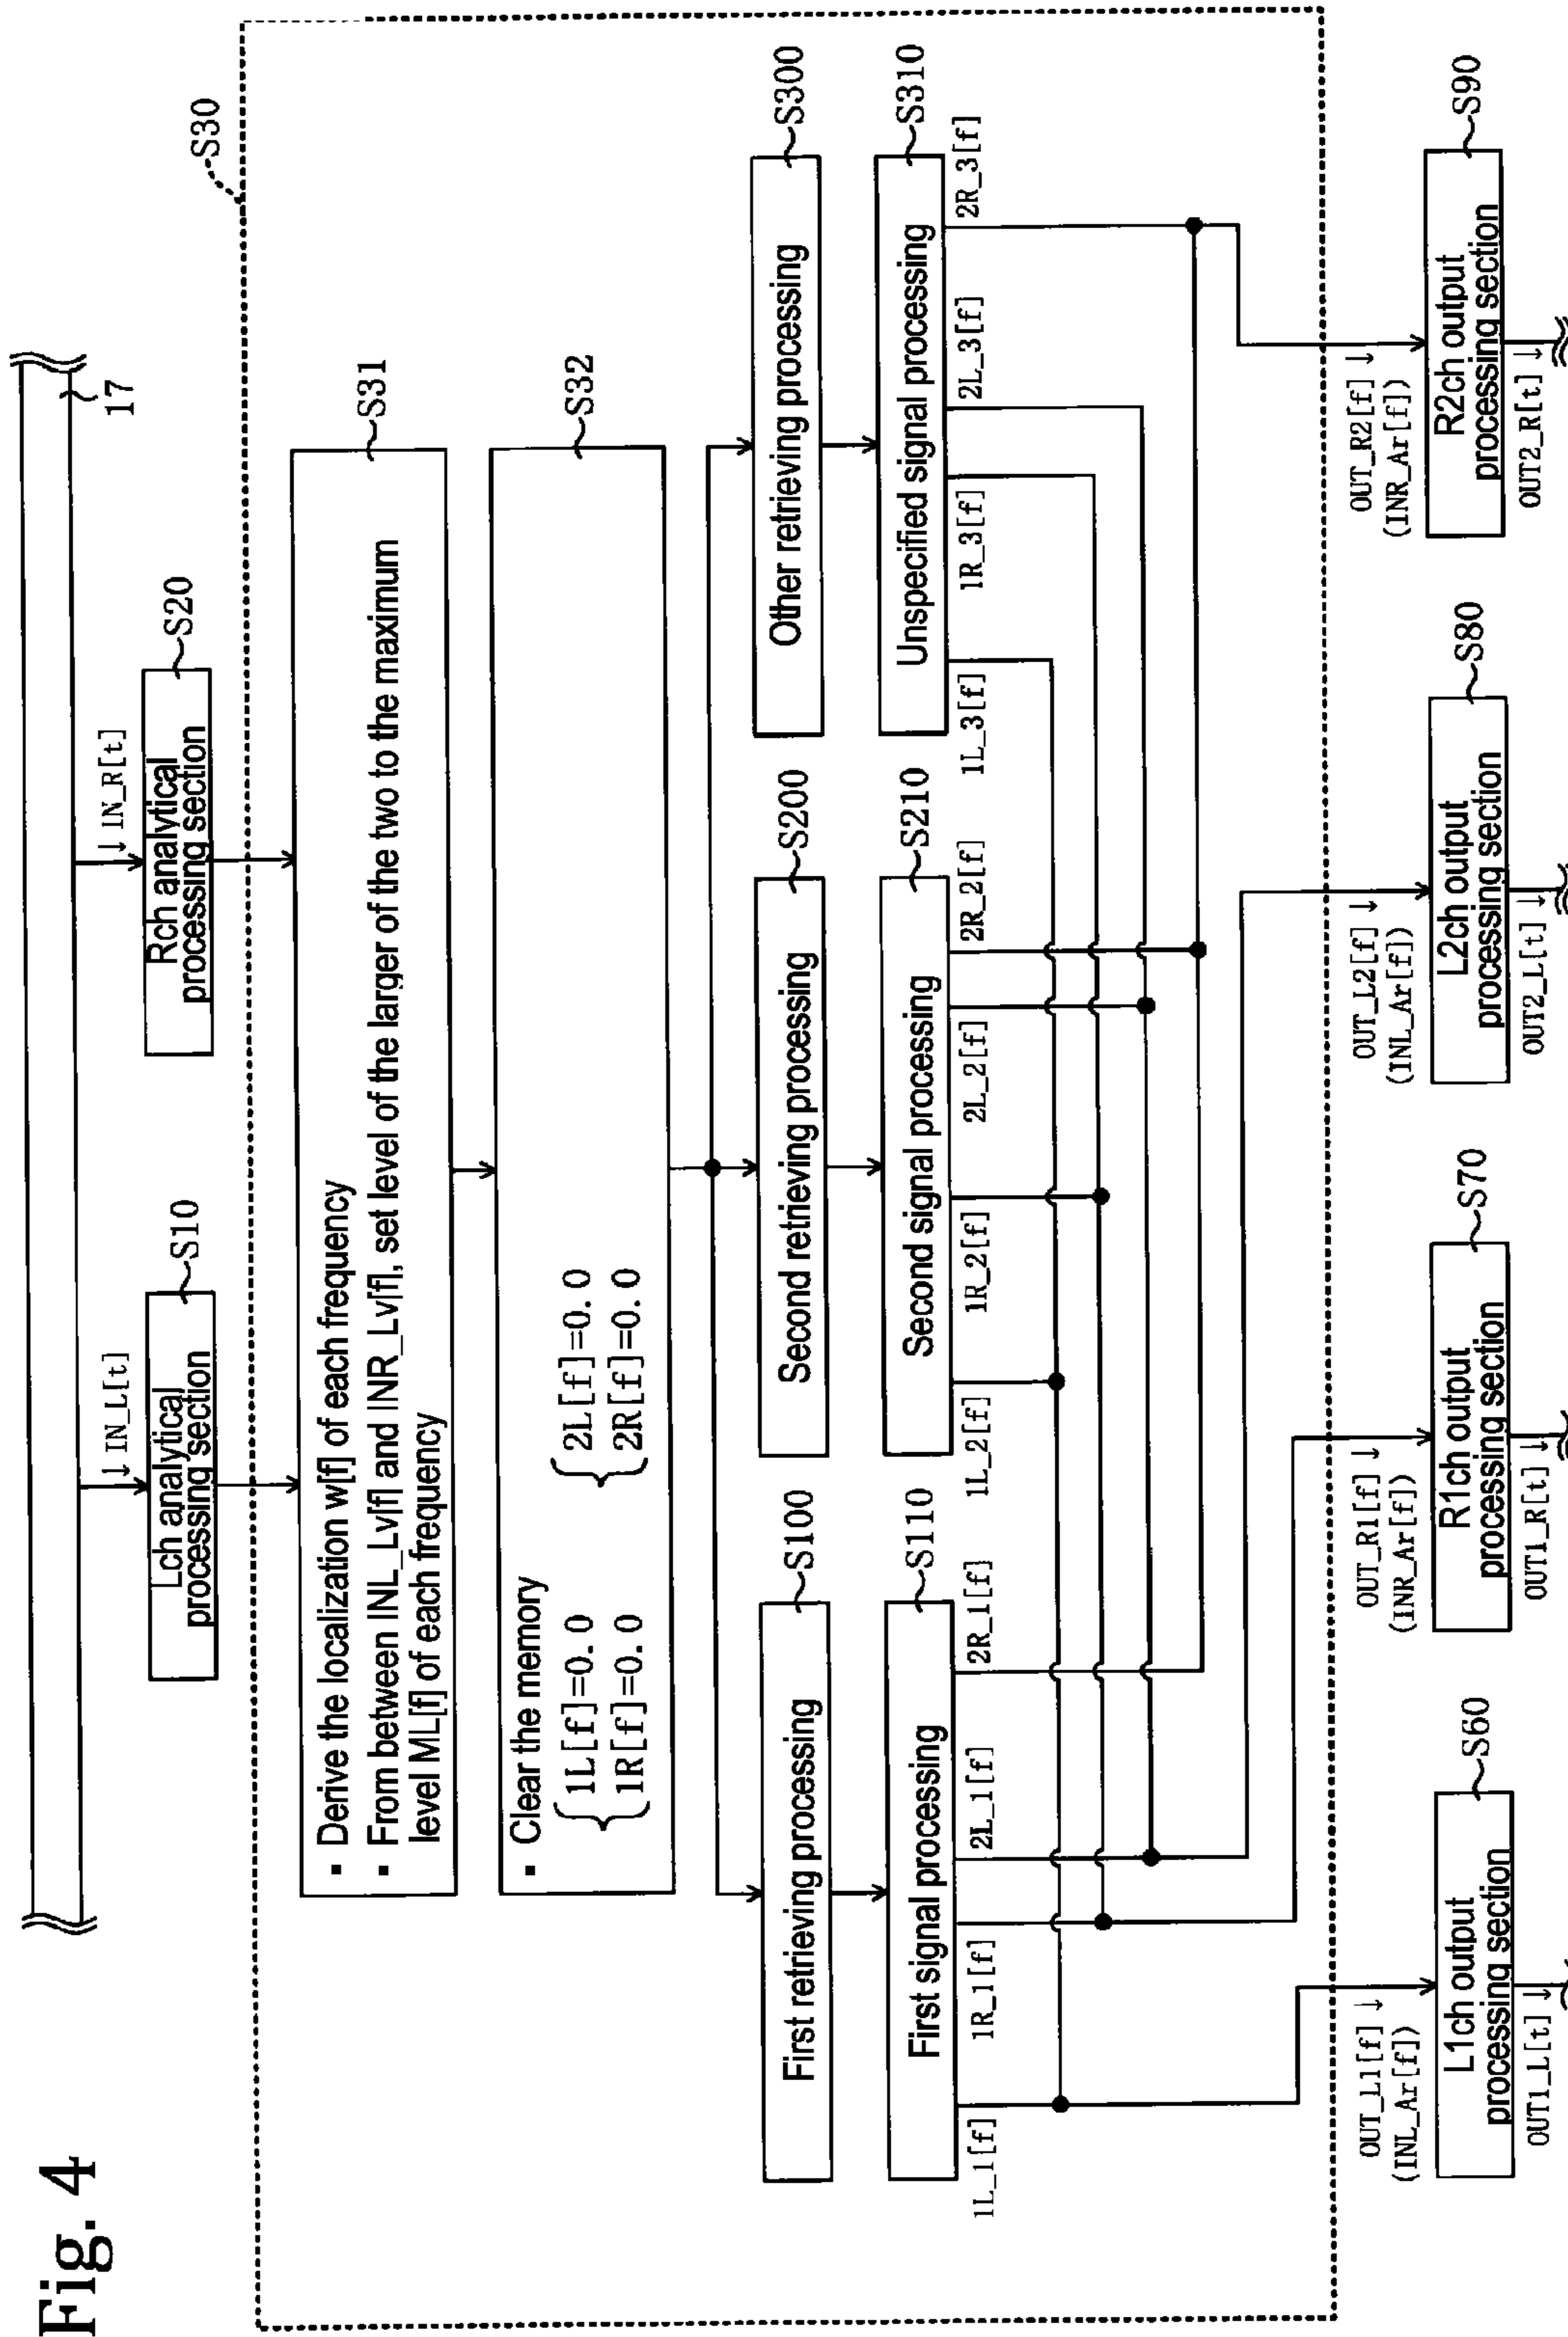 Fig. 4
17
↓ IN_L[t]
↓ IN_R[t]
Lch analytical
processing section
S10
Rch analytical
processing section
S20
S30
▪ Derive the localization w[f] of each frequency
▪ From between INL_Lv[f] and INR_Lv[f], set level of the larger of the two to the maximum
level ML[f] of each frequency
S31
▪ Clear the memory
{ 1L[f]=0.0
1R[f]=0.0
{ 2L[f]=0.0
2R[f]=0.0
S32
First retrieving processing
S100
Second retrieving processing
S200
Other retrieving processing
S300
First signal processing
S110
Second signal processing
S210
Unspecified signal processing
S310
1L_1[f]
1R_1[f]
2L_1[f]
2R_1[f]
1L_2[f]
1R_2[f]
2L_2[f]
2R_2[f]
1L_3[f]
1R_3[f]
2L_3[f]
2R_3[f]
OUT_L1[f] ↓
(INL_Ar[f])
OUT_R1[f] ↓
(INR_Ar[f])
OUT_L2[f] ↓
(INL_Ar[f])
OUT_R2[f] ↓
(INR_Ar[f])
L1ch output
processing section
S60
R1ch output
processing section
S70
L2ch output
processing section
S80
R2ch output
processing section
S90
OUT1_L[t] ↓
OUT1_R[t] ↓
OUT2_L[t] ↓
OUT2_R[t] ↓